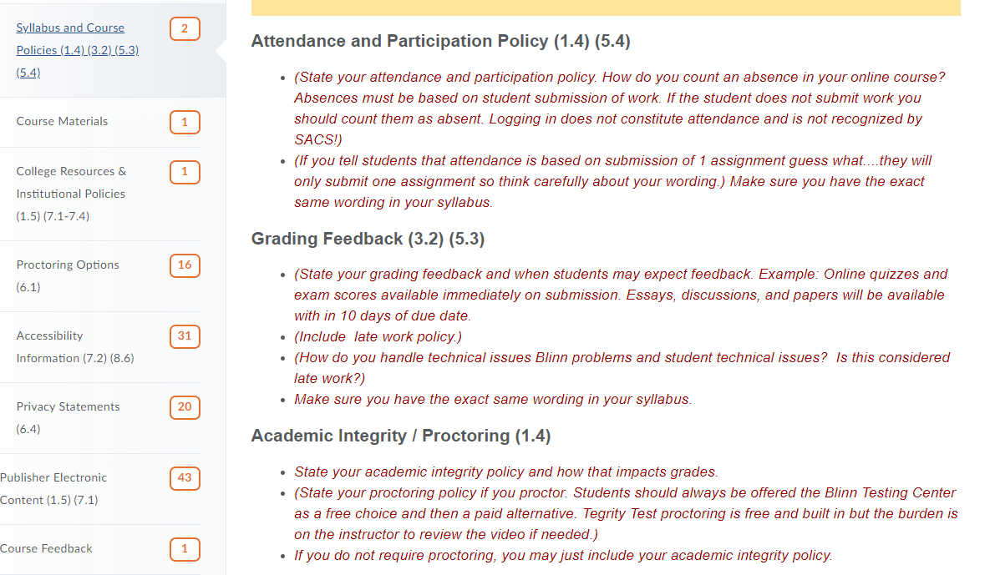 Syllabus and Course
Policies (1.4) (3.2) (5.3)
(5.4)
2
Course Materials
1
College Resources &
Institutional Policies
(1.5) (7.1-7.4)
1
Proctoring Options
(6.1)
16
Accessibility
Information (7.2) (8.6)
31
Privacy Statements
(6.4)
20
Publisher Electronic
Content (1.5) (7.1)
43
Course Feedback
1
Attendance and Participation Policy (1.4) (5.4)
• (State your attendance and participation policy. How do you count an absence in your online course?
Absences must be based on student submission of work. If the student does not submit work you
should count them as absent. Logging in does not constitute attendance and is not recognized by
SACS!)
• (If you tell students that attendance is based on submission of 1 assignment guess what....they will
only submit one assignment so think carefully about your wording.) Make sure you have the exact
same wording in your syllabus.
Grading Feedback (3.2) (5.3)
• (State your grading feedback and when students may expect feedback. Example: Online quizzes and
exam scores available immediately on submission. Essays, discussions, and papers will be available
with in 10 days of due date.
• (Include  late work policy.)
• (How do you handle technical issues Blinn problems and student technical issues?  Is this considered
late work?)
• Make sure you have the exact same wording in your syllabus.
Academic Integrity / Proctoring (1.4)
• State your academic integrity policy and how that impacts grades.
• (State your proctoring policy if you proctor. Students should always be offered the Blinn Testing Center
as a free choice and then a paid alternative. Tegrity Test proctoring is free and built in but the burden is
on the instructor to review the video if needed.)
• If you do not require proctoring, you may just include your academic integrity policy.